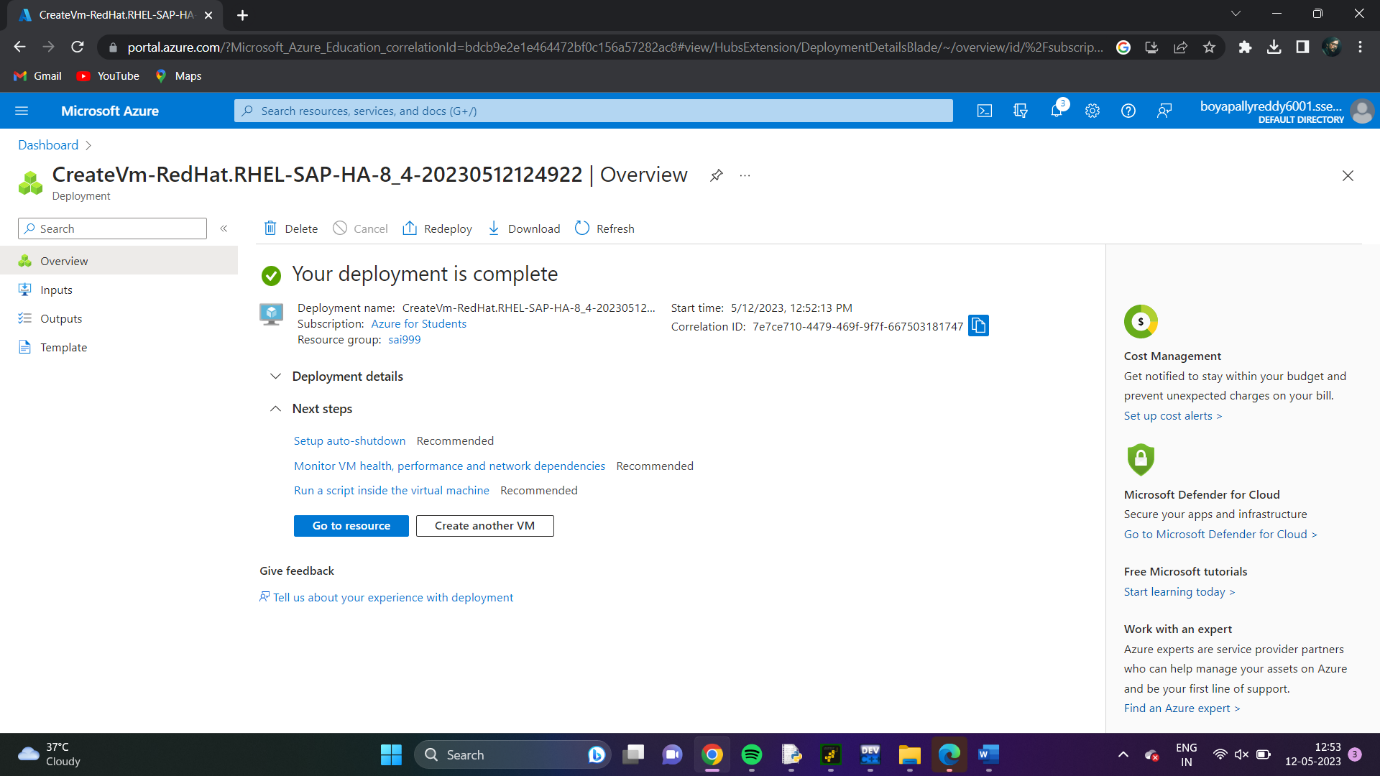 CreateVm-RedHat.RHEL-SAP-HA
portal.azure.com/?Microsoft_Azure_Education_correlationId=bdcb9e2e1e464472bf0c156a57282ac8#view/HubsExtension/DeploymentDetailsBlade/~/overview/id/%2Fsubscrip...
Gmail YouTube Maps
Microsoft Azure
Search resources, services, and docs (G+/)
3
boyapallyreddy6001.sse...
DEFAULT DIRECTORY
Dashboard >
CreateVm-RedHat.RHEL-SAP-HA-8_4-20230512124922 | Overview ...
Deployment
Search «
Overview
Inputs
Outputs
Template
Delete Cancel Redeploy Download Refresh
Your deployment is complete
Deployment name: CreateVm-RedHat.RHEL-SAP-HA-8_4-20230512...
Subscription: Azure for Students
Resource group: sai999
Start time: 5/12/2023, 12:52:13 PM
Correlation ID: 7e7ce710-4479-469f-9f7f-667503181747
Deployment details
Next steps
Setup auto-shutdown Recommended
Monitor VM health, performance and network dependencies Recommended
Run a script inside the virtual machine Recommended
Go to resource Create another VM
Give feedback
Tell us about your experience with deployment
$
Cost Management
Get notified to stay within your budget and
prevent unexpected charges on your bill.
Set up cost alerts >
Microsoft Defender for Cloud
Secure your apps and infrastructure
Go to Microsoft Defender for Cloud >
Free Microsoft tutorials
Start learning today >
Work with an expert
Azure experts are service provider partners
who can help manage your assets on Azure
and be your first line of support.
Find an Azure expert >
37°C
Cloudy
Search
DEV
W
ENG
IN
12:53
12-05-2023
3